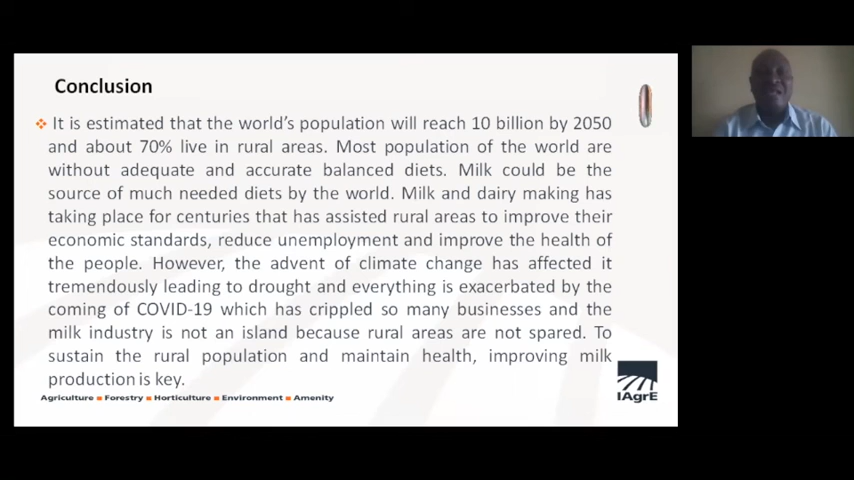 Conclusion
It is estimated that the world's population will reach 10 billion by 2050
and about 70% live in rural areas. Most population of the world are
without adequate and accurate balanced diets. Milk could be the
source of much needed diets by the world. Milk and dairy making has
taking place for centuries that has assisted rural areas to improve their
economic standards, reduce unemployment and improve the health of
the people. However, the advent of climate change has affected it
tremendously leading to drought and everything is exacerbated by the
coming of COVID-19 which has crippled so many businesses and the
milk industry is not an island because rural areas are not spared. To
sustain the rural population and maintain health, improving milk
production is key.
Agriculture ▪ Forestry ▪ Horticulture ▪ Environment ▪ Amenity
IAgrE